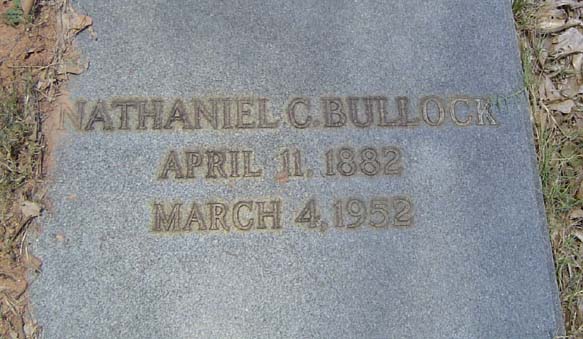 NATHANIEL C. BULLOCK
APRIL 11, 1882
MARCH 4, 1952